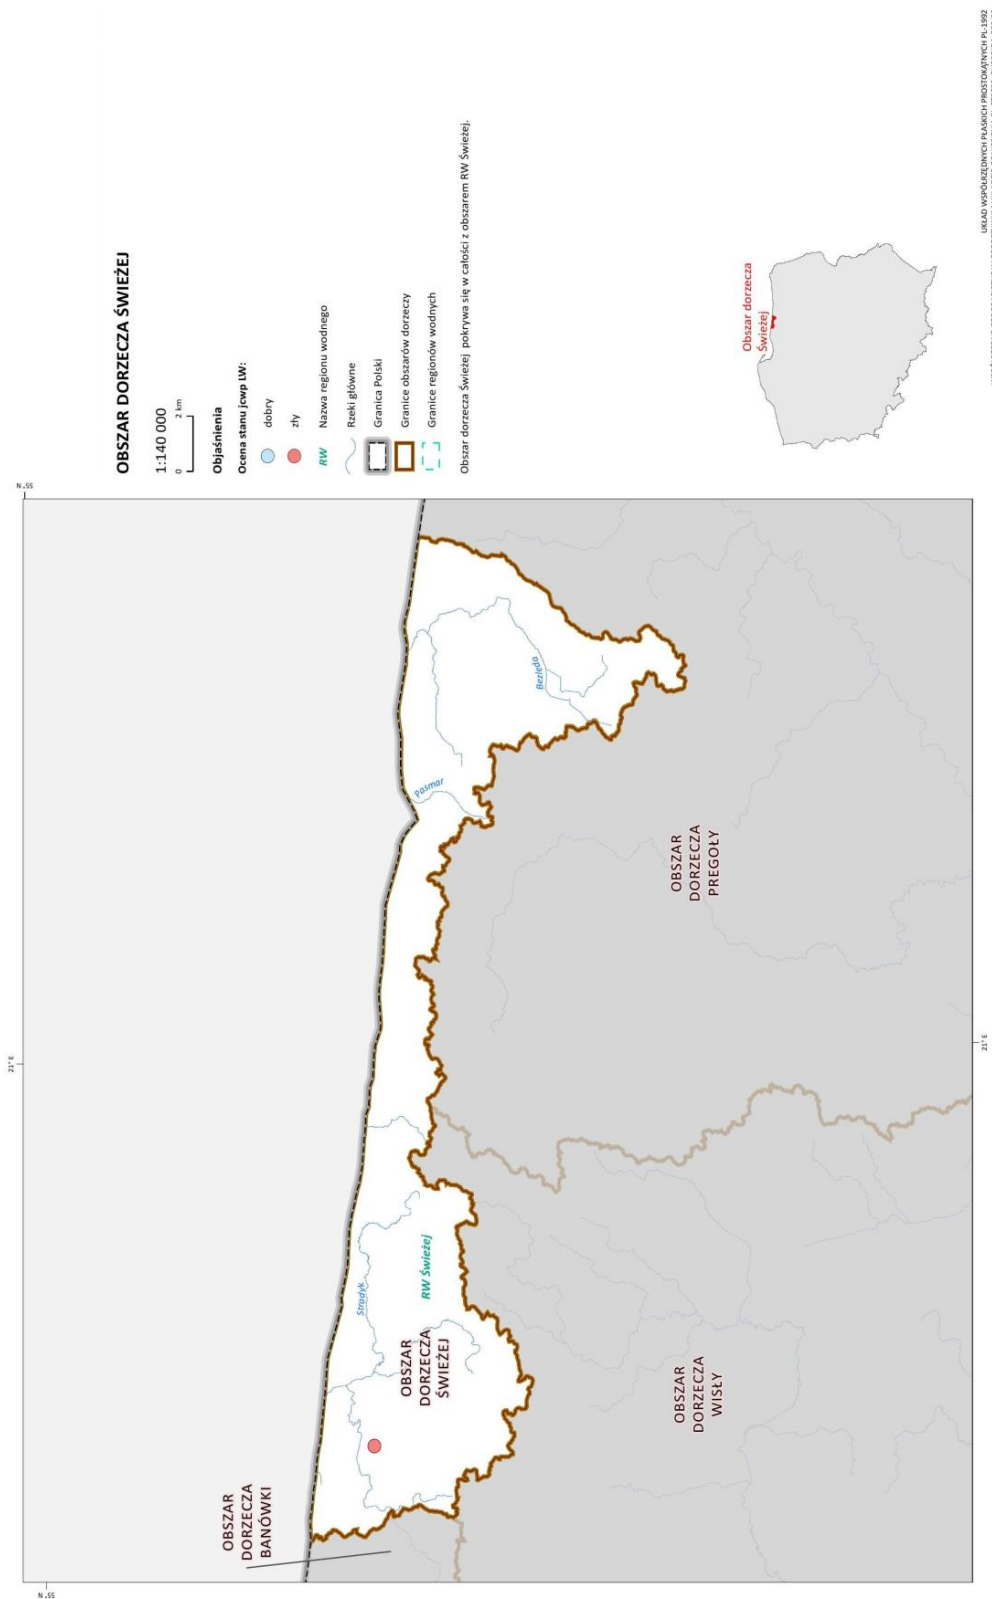 OBSZAR DORZECZA ŚWIEŻEJ
1:140 000
0 2 km
Objaśnienia
Ocena stanu jcwp LW:
dobry
zły
RW Nazwa regionu wodnego
Rzeki główne
Granica Polski
Granice obszarów dorzeczy
Granice regionów wodnych
Obszar dorzecza Świeżej pokrywa się w całości z obszarem RW Świeżej.
Obszar dorzecza
Świeżej
UKŁAD WSPÓŁRZĘDNYCH PŁASKICH PROSTOKĄTNYCH PL-1992
21° E
21° E
OBSZAR
DORZECZA
BANÓWKI
Stradyk
RW Świeżej
OBSZAR
DORZECZA
ŚWIEŻEJ
Pasmar
Bezleda
OBSZAR
DORZECZA
PREGOŁY
OBSZAR
DORZECZA
WISŁY